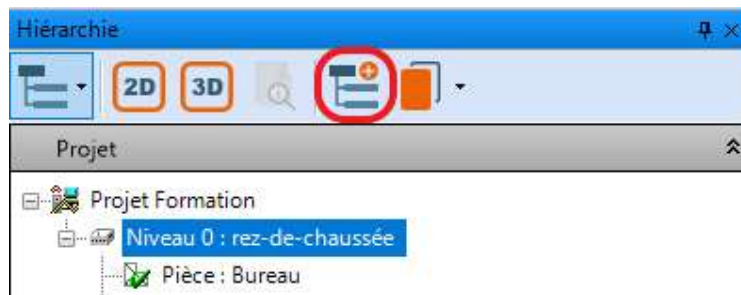 Hiérarchie
2D 3D
Projet
Projet Formation
Niveau 0 : rez-de-chaussée
Pièce : Bureau